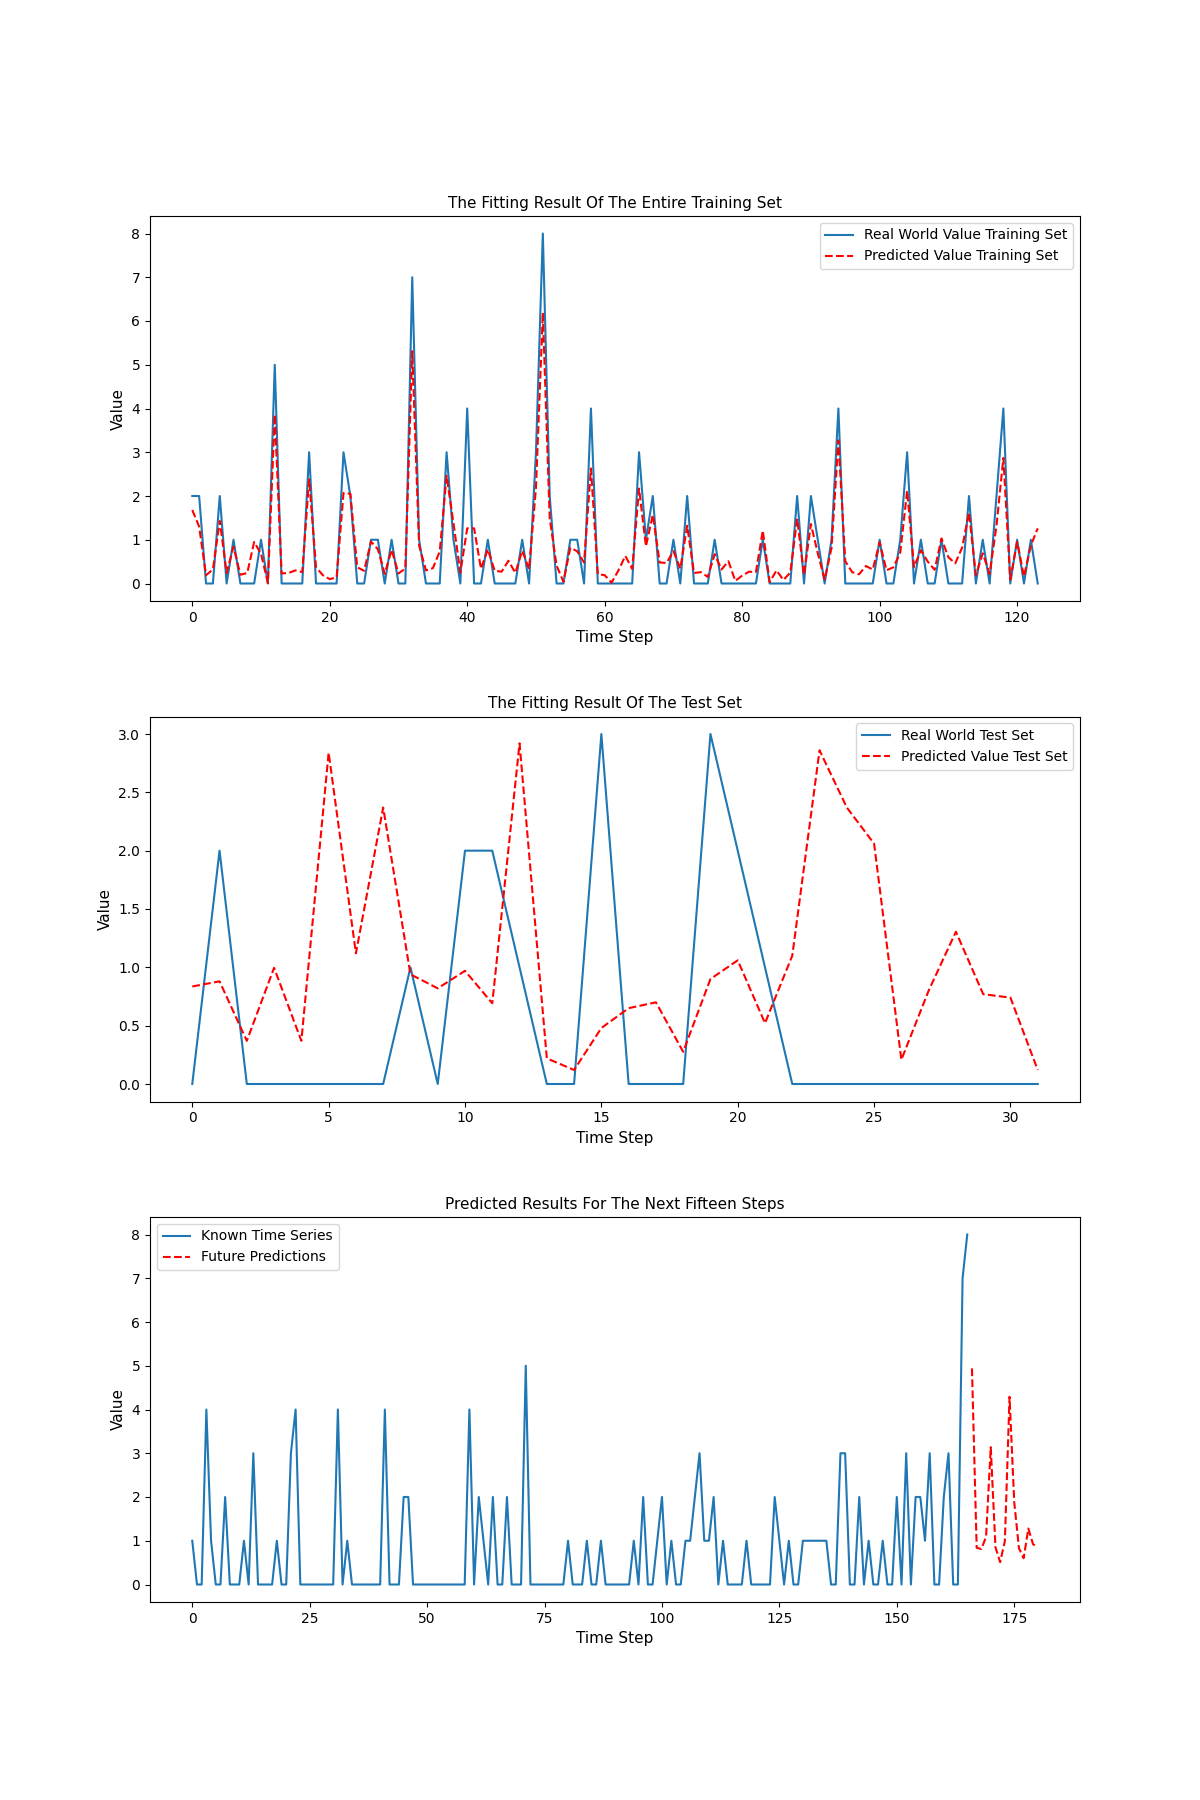 The Fitting Result Of The Entire Training Set
Real World Value Training Set
Predicted Value Training Set
Value
8
7
6
5
4
3
2
1
0
0 20 40 60 80 100 120
Time Step
The Fitting Result Of The Test Set
Real World Test Set
Predicted Value Test Set
Value
3.0
2.5
2.0
1.5
1.0
0.5
0.0
0 5 10 15 20 25 30
Time Step
Predicted Results For The Next Fifteen Steps
Known Time Series
Future Predictions
Value
8
7
6
5
4
3
2
1
0
0 25 50 75 100 125 150 175
Time Step